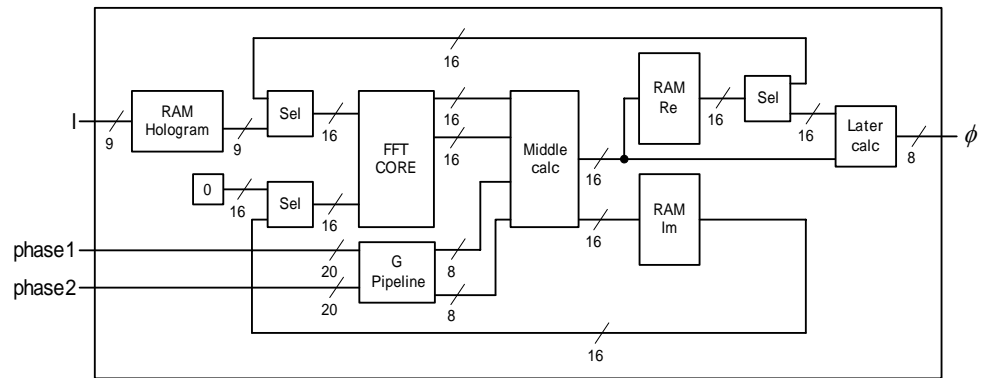 16
RAM
Hologram
Sel
16
FFT
CORE
16
16
Middle
calc
16
RAM
Re
16
Sel
16
Later
calc
8
ϕ
I
9
9
0
16
Sel
16
RAM
Im
16
phase1
20
G
Pipeline
8
phase2
20
8
16